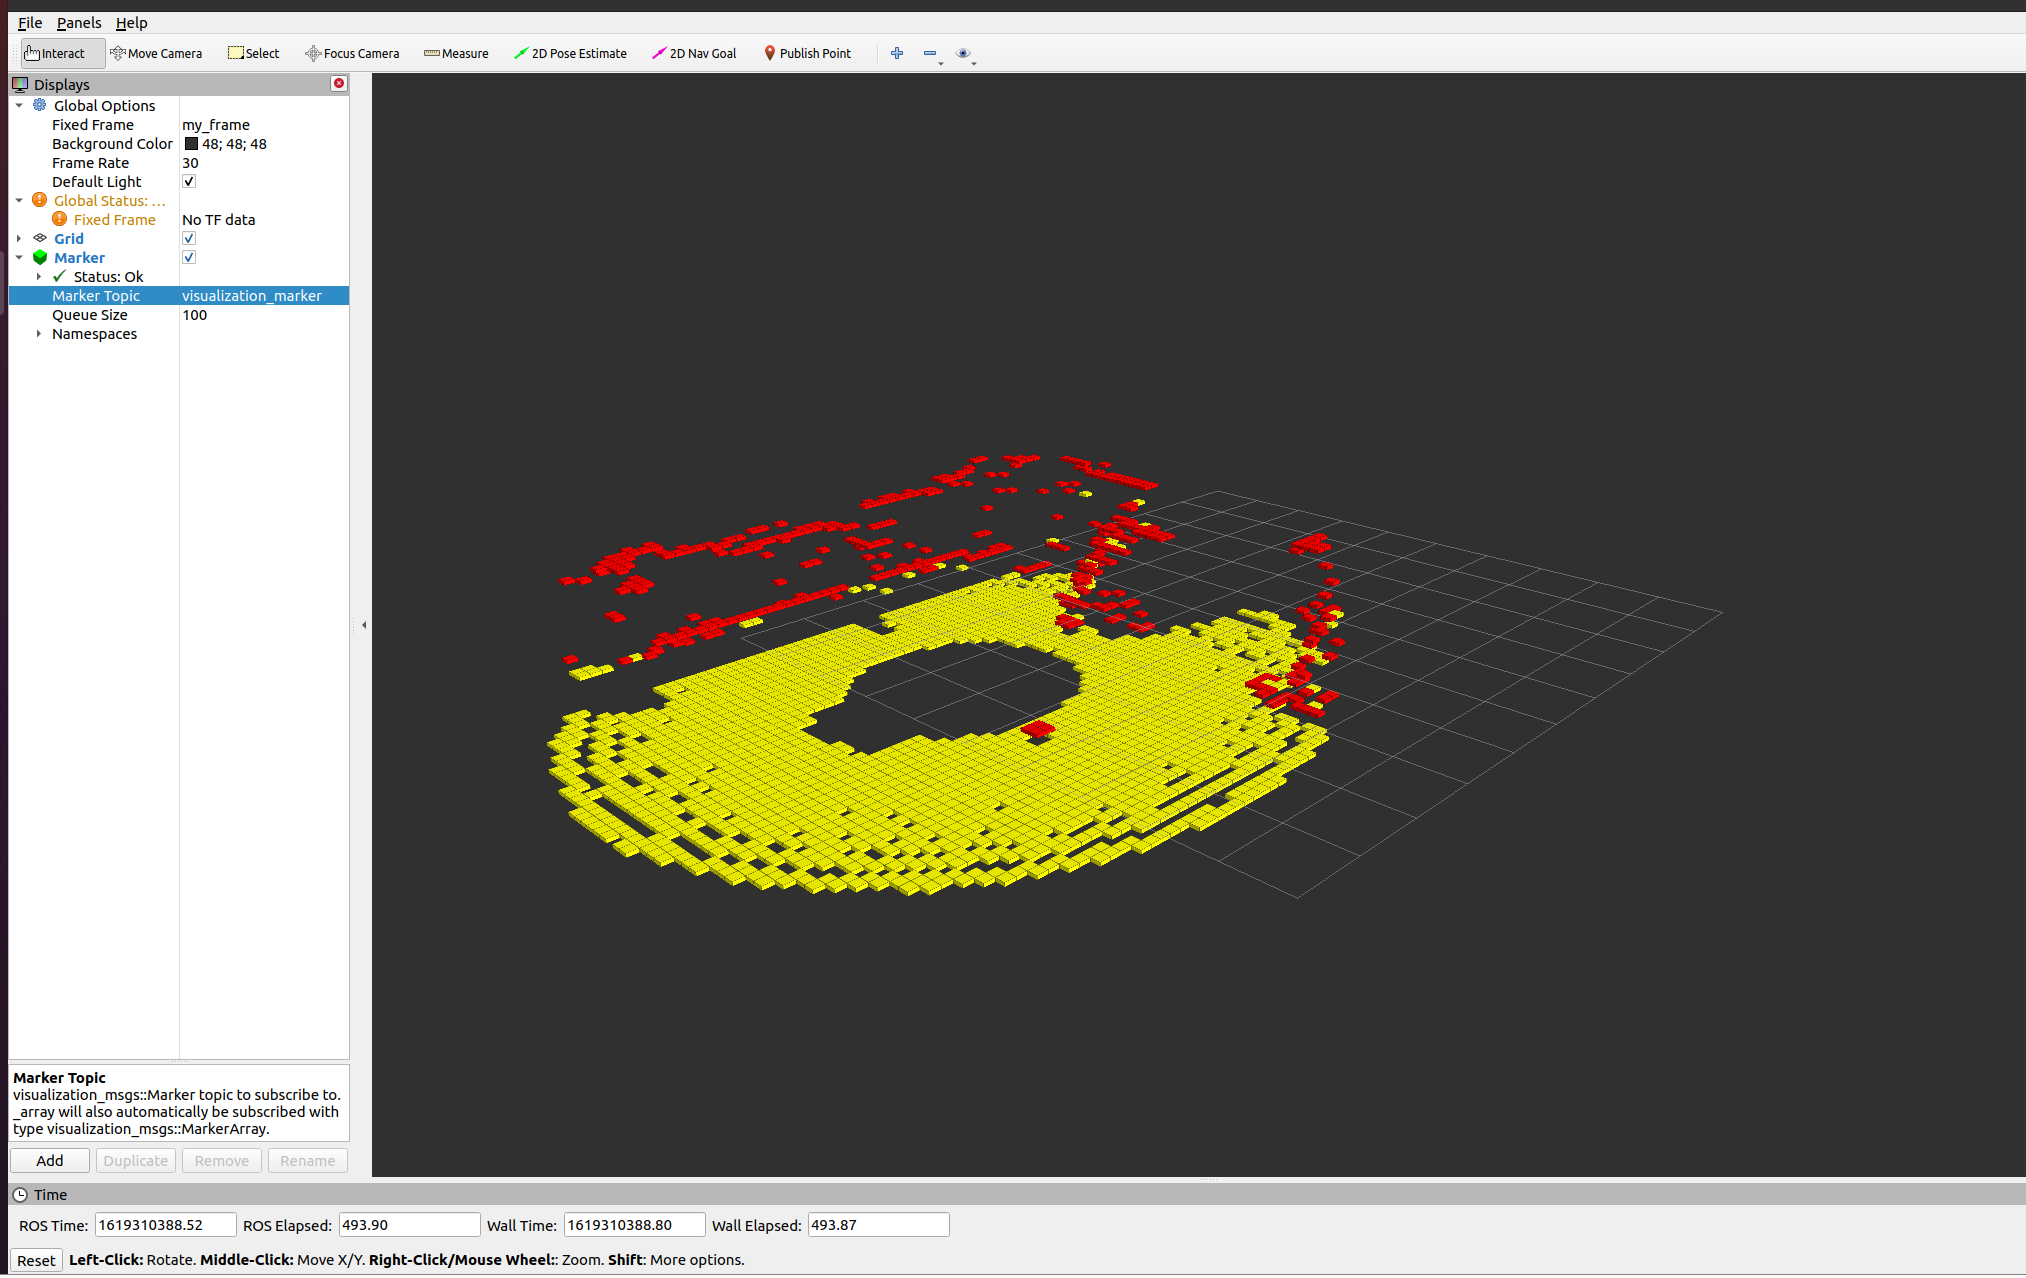 File Panels Help
Interact Move Camera Select Focus Camera Measure 2D Pose Estimate 2D Nav Goal Publish Point
Displays
Global Options
Fixed Frame my_frame
Background Color 48; 48; 48
Frame Rate 30
Default Light
Global Status: ...
Fixed Frame No TF data
Grid
Marker
Status: Ok
Marker Topic visualization_marker
Queue Size 100
Namespaces
Marker Topic
visualization_msgs::Marker topic to subscribe to.
_array will also automatically be subscribed with
type visualization_msgs::MarkerArray.
Add Duplicate Remove Rename
Time
ROS Time: 1619310388.52 ROS Elapsed: 493.90 Wall Time: 1619310388.80 Wall Elapsed: 493.87
Reset Left-Click: Rotate. Middle-Click: Move X/Y. Right-Click/Mouse Wheel:: Zoom. Shift: More options.